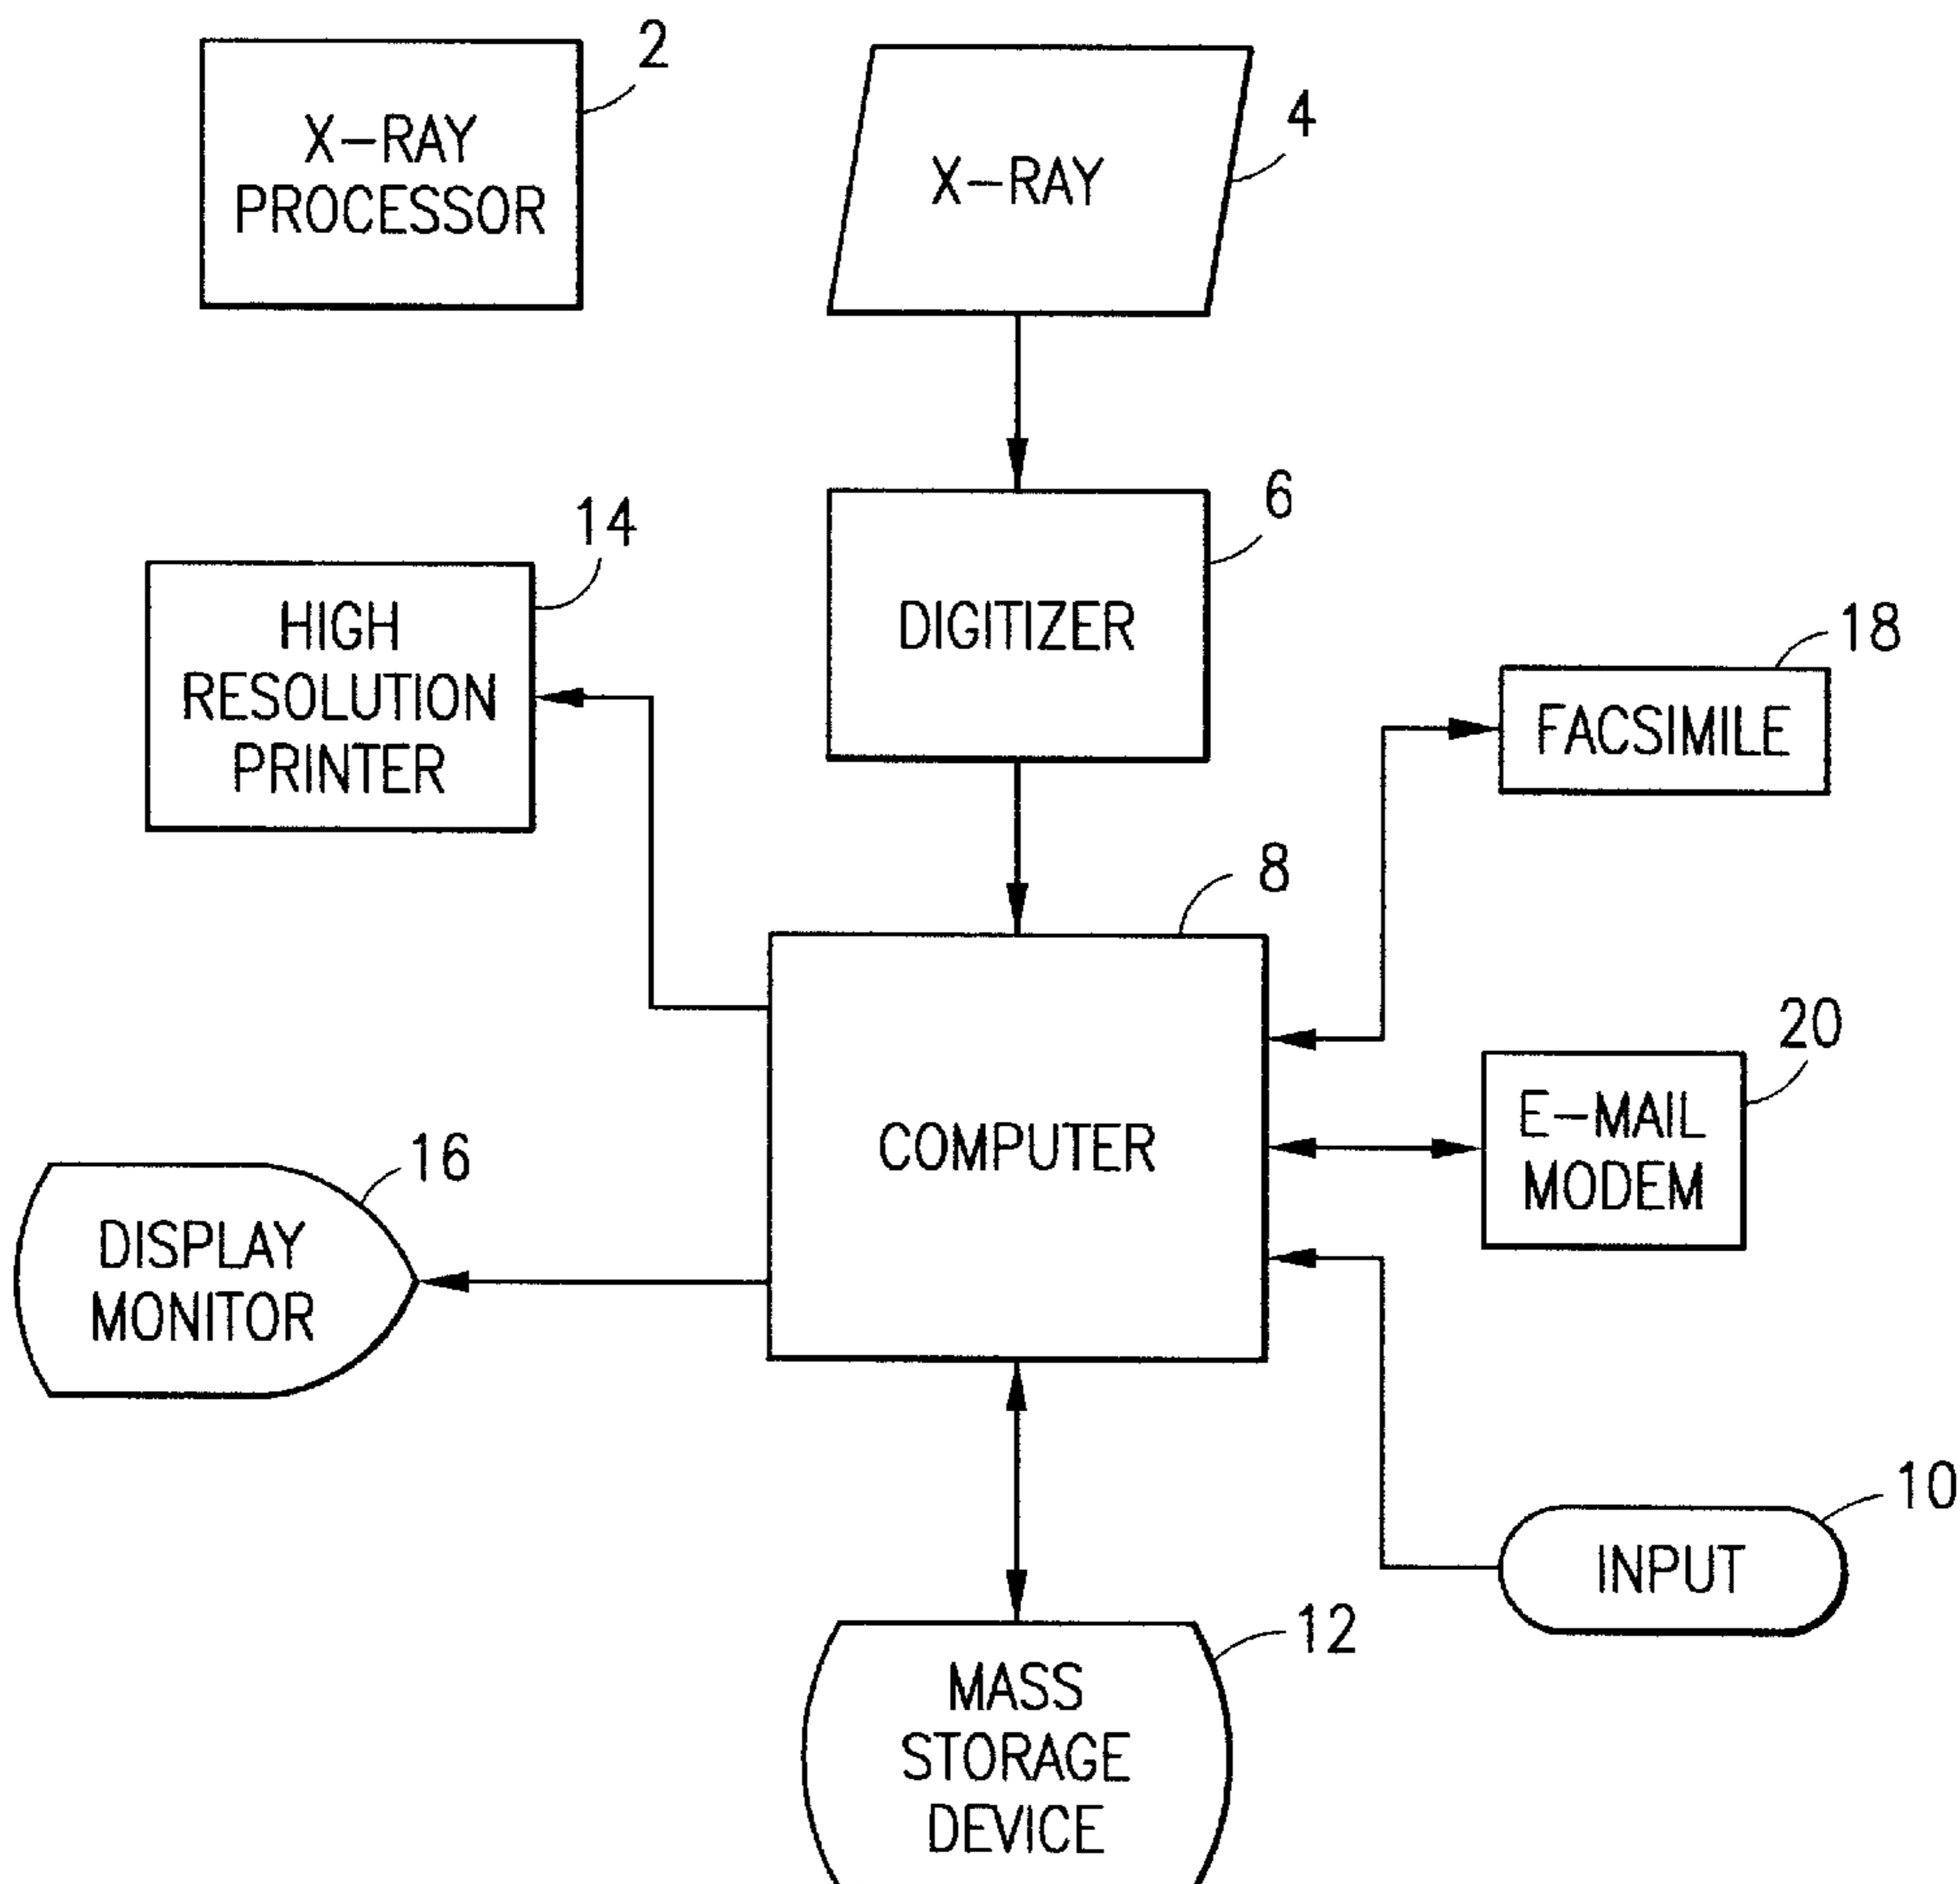 2
X-RAY
PROCESSOR
4
X-RAY
6
DIGITIZER
14
HIGH
RESOLUTION
PRINTER
18
FACSIMILE
8
COMPUTER
20
E-MAIL
MODEM
16
DISPLAY
MONITOR
10
INPUT
12
MASS
STORAGE
DEVICE